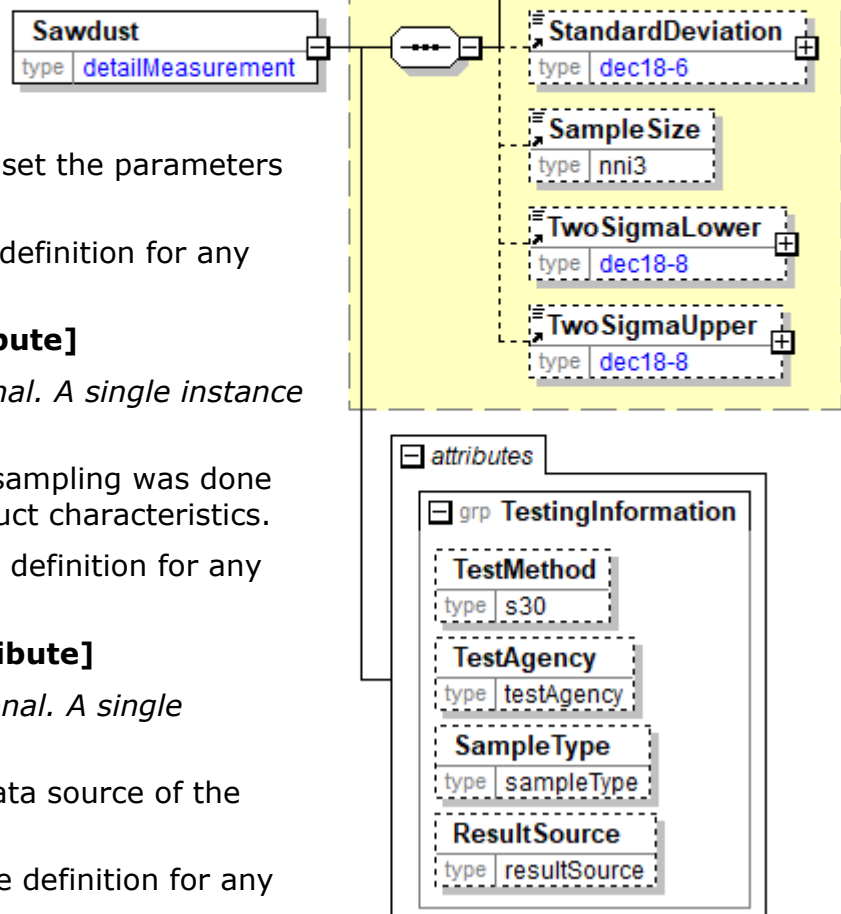 Sawdust
type detailMeasurement
StandardDeviation
type dec18-6
SampleSize
type nni3
TwoSigmaLower
type dec18-8
TwoSigmaUpper
type dec18-8
attributes
grp TestingInformation
TestMethod
type s30
TestAgency
type testAgency
SampleType
type sampleType
ResultSource
type resultSource
set the parameters
definition for any
bute]
nal. A single instance
sampling was done
uct characteristics.
definition for any
ibute]
onal. A single
ata source of the
e definition for any